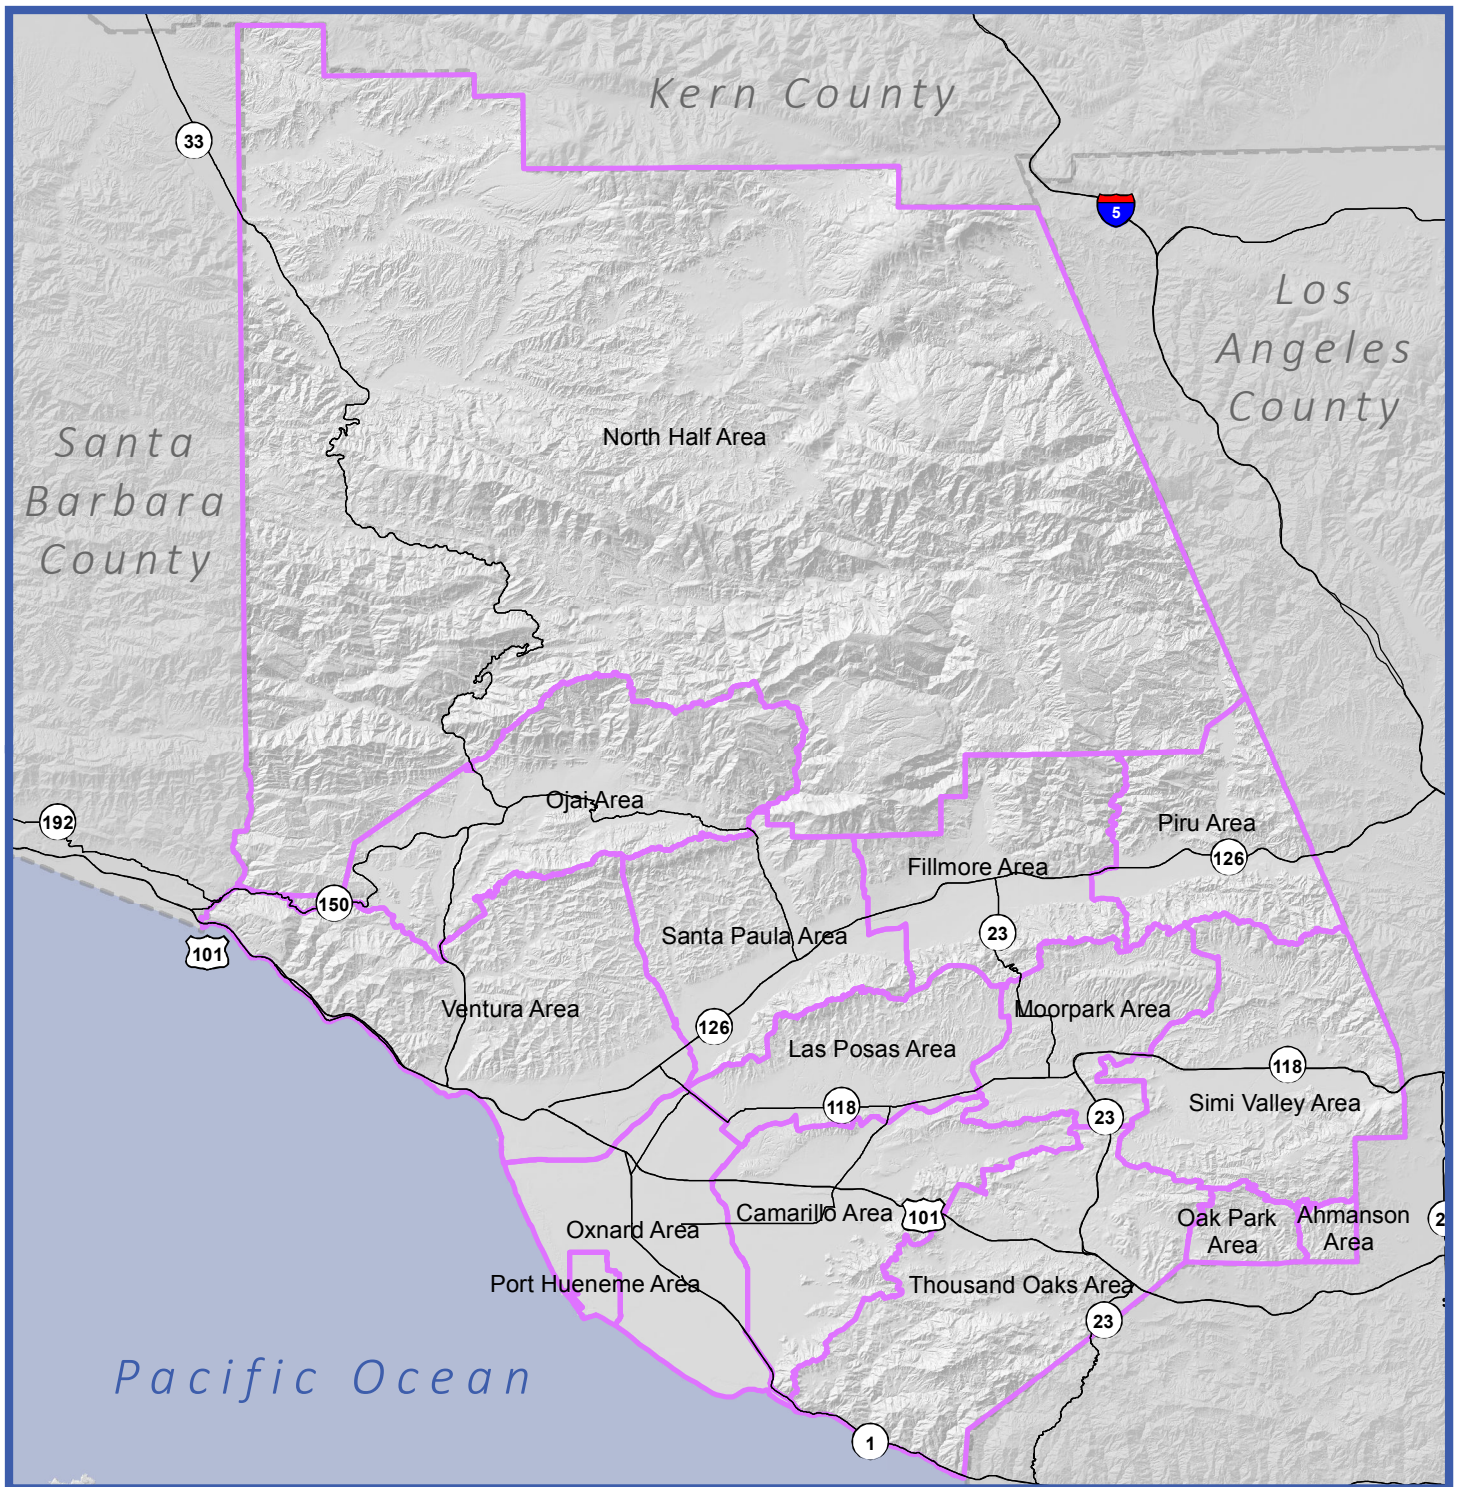 Kern County
33
5
Los
Angeles
County
Santa
Barbara
County
North Half Area
Ojai Area
192
Piru Area
126
Fillmore Area
150
Santa Paula Area
23
101
Ventura Area
Moorpark Area
126
Las Posas Area
118
118
Simi Valley Area
23
Camarillo Area
101
Oak Park
Area
Ahmanson
Area
2
Oxnard Area
Port Hueneme Area
Thousand Oaks Area
23
Pacific Ocean
1